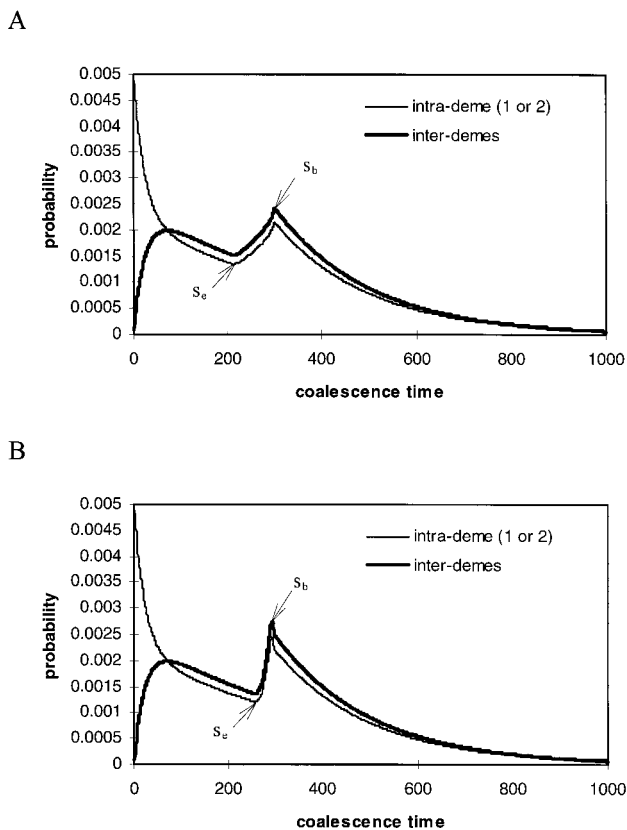 A
0.005
0.0045
0.004
0.0035
0.003
0.0025
0.002
0.0015
0.001
0.0005
0
probability
intra-deme (1 or 2)
inter-demes
Sb
Se
0 200 400 600 800 1000
coalescence time
B
0.005
0.0045
0.004
0.0035
0.003
0.0025
0.002
0.0015
0.001
0.0005
0
probability
intra-deme (1 or 2)
inter-demes
Sb
Se
0 200 400 600 800 1000
coalescence time